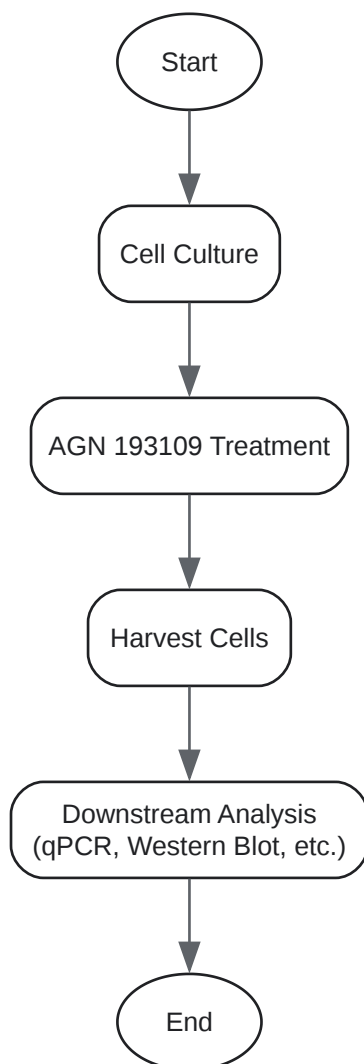 Start
Cell Culture
AGN 193109 Treatment
Harvest Cells
Downstream Analysis
(qPCR, Western Blot, etc.)
End